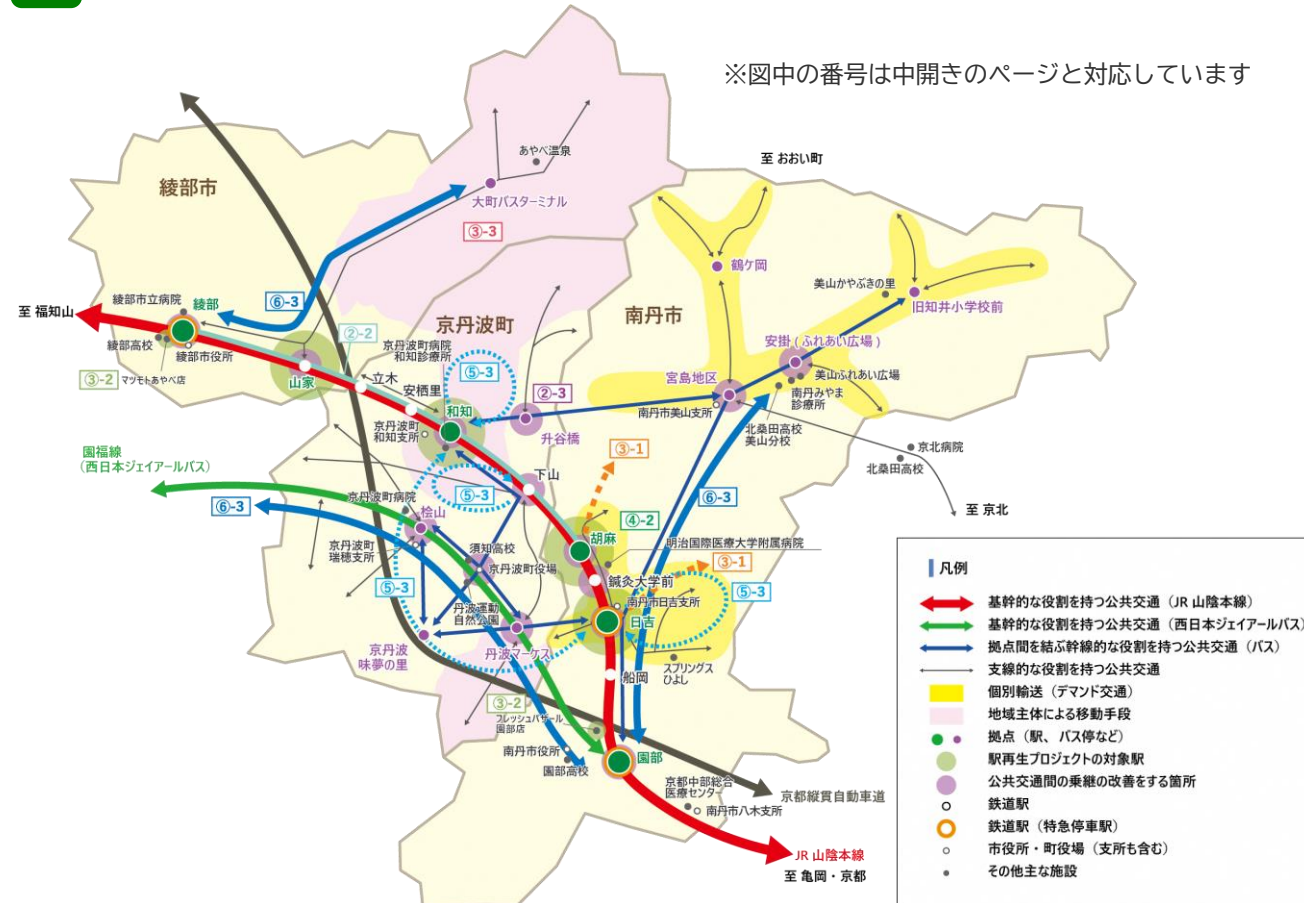 ※図中の番号は中開きのページと対応しています
至 おおい町
あやべ温泉
綾部市
大町バスターミナル
③-3
鶴ケ岡
美山かやぶきの里
旧知井小学校前
綾部市立病院
綾部
⑥-3
至 福知山
京丹波町
南丹市
安掛(ふれあい広場)
②-2
京丹波町病院
和知診療所
綾部高校
綾部市役所
③-2
マツモトあやべ店
山家
立木
安栖里
⑤-3
宮島地区
美山ふれあい広場
南丹みやま
診療所
②-3
和知
京丹波町
和知支所
升谷橋
南丹市美山支所
北桑田高校
美山分校
京北病院
北桑田高校
園福線
(西日本ジェイアールバス)
③-1
下山
⑤-3
⑥-3
京丹波町病院
⑥-3
至 京北
桧山
④-2
胡麻
京丹波町
瑞穂支所
須知高校
京丹波町役場
明治国際医療大学附属病院
③-1
鍼灸大学前
⑤-3
⑤-3
丹波運動
自然公園
南丹市日吉支所
日吉
京丹波
味夢の里
丹波マーケス
スプリングス
ひよし
船岡
③-2
フレッシュバザール
園部店
南丹市役所
園部高校
園部
京都中部総合
医療センター
南丹市八木支所
京都縦貫自動車道
JR 山陰本線
至 亀岡・京都
凡例
基幹的な役割を持つ公共交通(JR 山陰本線)
基幹的な役割を持つ公共交通(西日本ジェイアールバス)
拠点間を結ぶ幹線的な役割を持つ公共交通(バス)
支線的な役割を持つ公共交通
個別輸送(デマンド交通)
地域主体による移動手段
拠点(駅、バス停など)
駅再生プロジェクトの対象駅
公共交通間の乗継の改善をする箇所
鉄道駅
鉄道駅(特急停車駅)
市役所・町役場(支所も含む)
その他主な施設